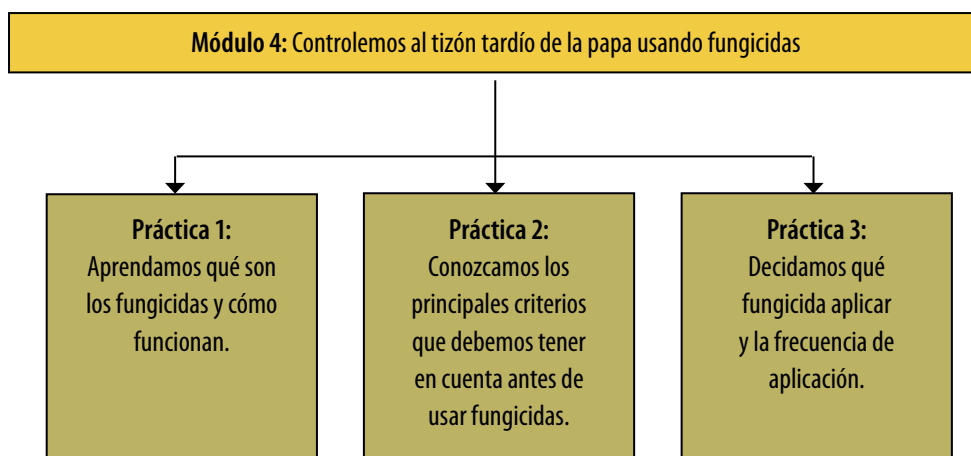 Módulo 4: Controlemos al tizón tardío de la papa usando fungicidas
Práctica 1:
Aprendamos qué son
los fungicidas y cómo
funcionan.
Práctica 2:
Conozcamos los
principales criterios
que debemos tener
en cuenta antes de
usar fungicidas.
Práctica 3:
Decidamos qué
fungicida aplicar
y la frecuencia de
aplicación.